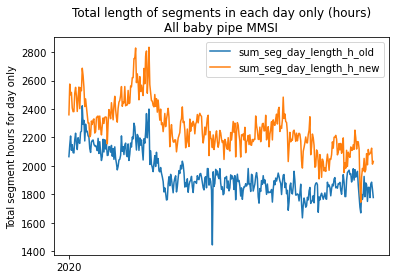 Total length of segments in each day only (hours)
All baby pipe MMSI
sum_seg_day_length_h_old
sum_seg_day_length_h_new
Total segment hours for day only
2800
2600
2400
2200
2000
1800
1600
1400
2020